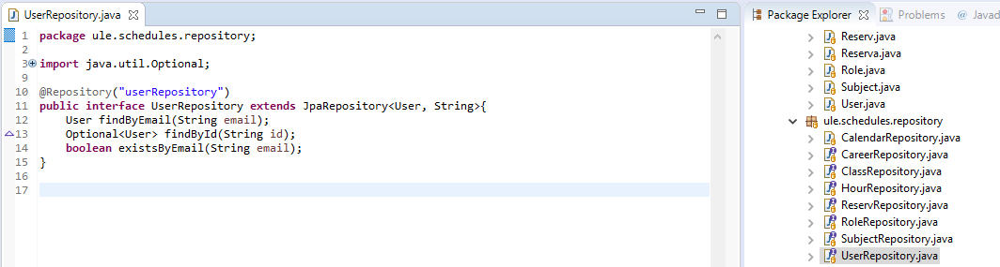 UserRepository.java
1 package ule.schedules.repository;
2
3 import java.util.Optional;
9
10 @Repository("userRepository")
11 public interface UserRepository extends JpaRepository<User, String>{
12 User findByEmail(String email);
13 Optional<User> findById(String id);
14 boolean existsByEmail(String email);
15 }
16
17
Package Explorer Problems @ Javad
Reserv.java
Reserva.java
Role.java
Subject.java
User.java
ule.schedules.repository
CalendarRepository.java
CareerRepository.java
ClassRepository.java
HourRepository.java
ReservRepository.java
RoleRepository.java
SubjectRepository.java
UserRepository.java